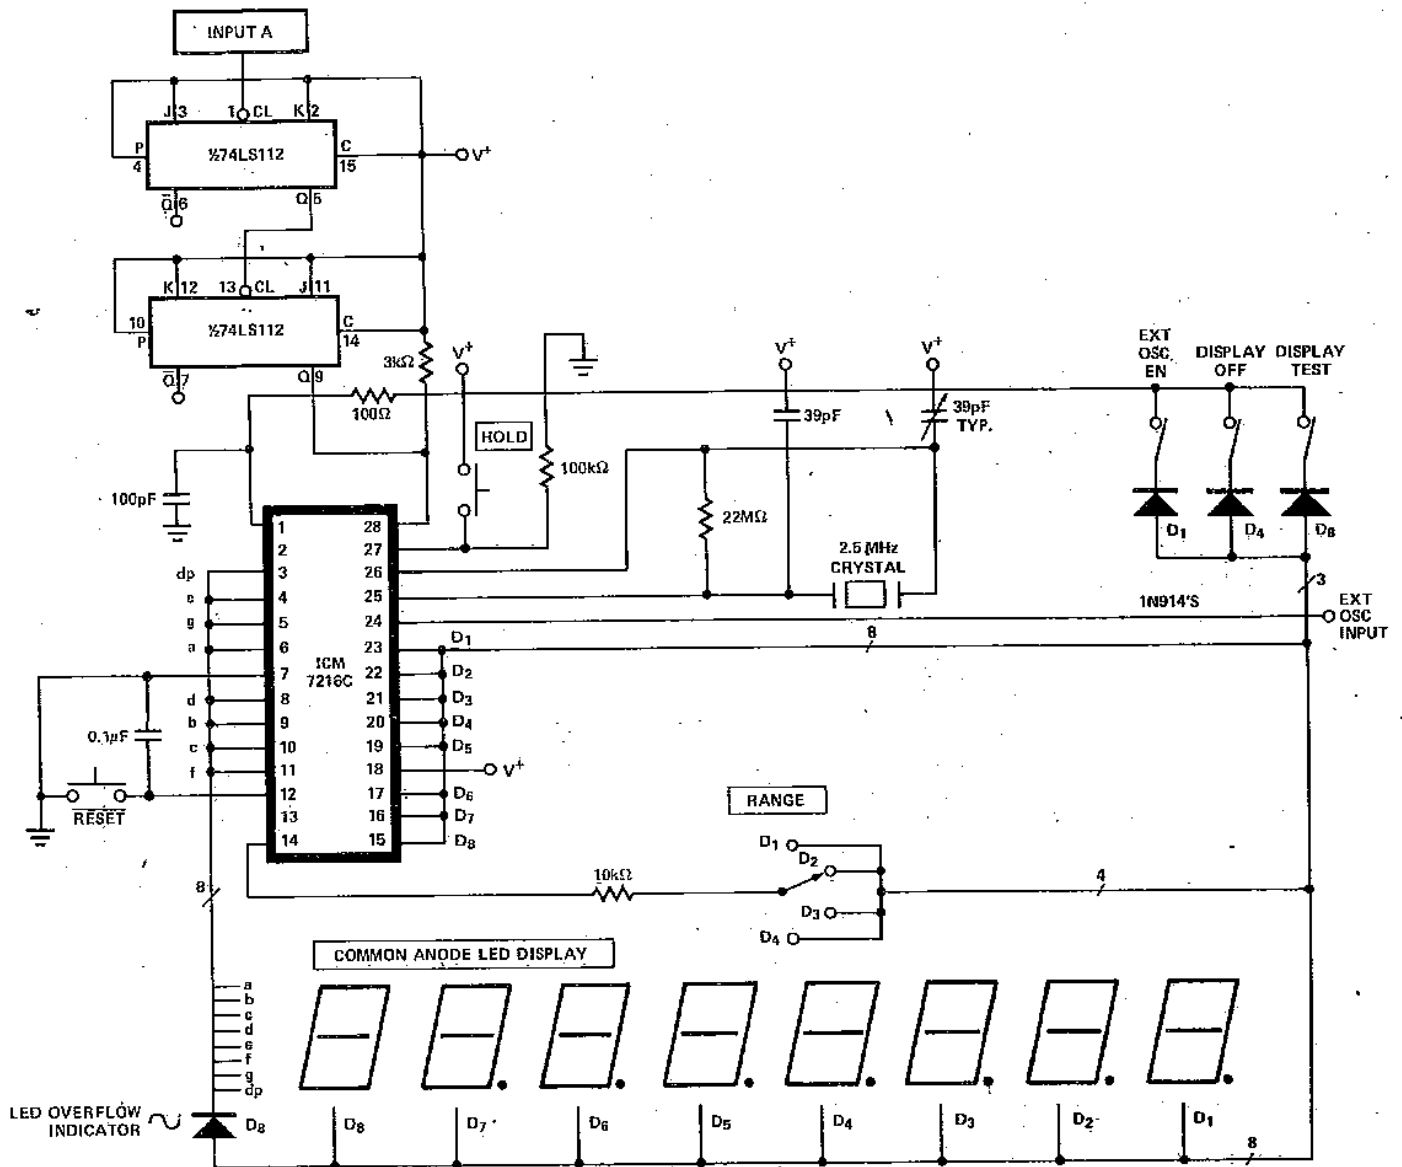 INPUT A
J 3 1 CL K 2
P 4 ½74LS112 C 15
V+
Q̅ 6 Q 5
K 12 13 CL J 11
10 P ½74LS112 C 14
Q̅ 7 Q 9
3kΩ
100Ω
V+
HOLD
100kΩ
V+
39pF
V+
39pF
TYP.
EXT
OSC
EN
DISPLAY
OFF
DISPLAY
TEST
100pF
22MΩ
2.5 MHz
CRYSTAL
D1 D4 D8
3
1N914'S
EXT
OSC
INPUT
8
ICM
7216C
1 28
2 27
dp 3 26
e 4 25
g 5 24
a 6 23 D1
7 22 D2
d 8 21 D3
b 9 20 D4
c 10 19 D5
f 11 18 V+
12 17 D6
13 16 D7
14 15 D8
0.1µF
RESET
8
RANGE
10kΩ
D1
D2
D3
D4
4
COMMON ANODE LED DISPLAY
a
b
c
d
e
f
g
dp
LED OVERFLOW
INDICATOR
D8
D8 D7 D6 D5 D4 D3 D2 D1
8